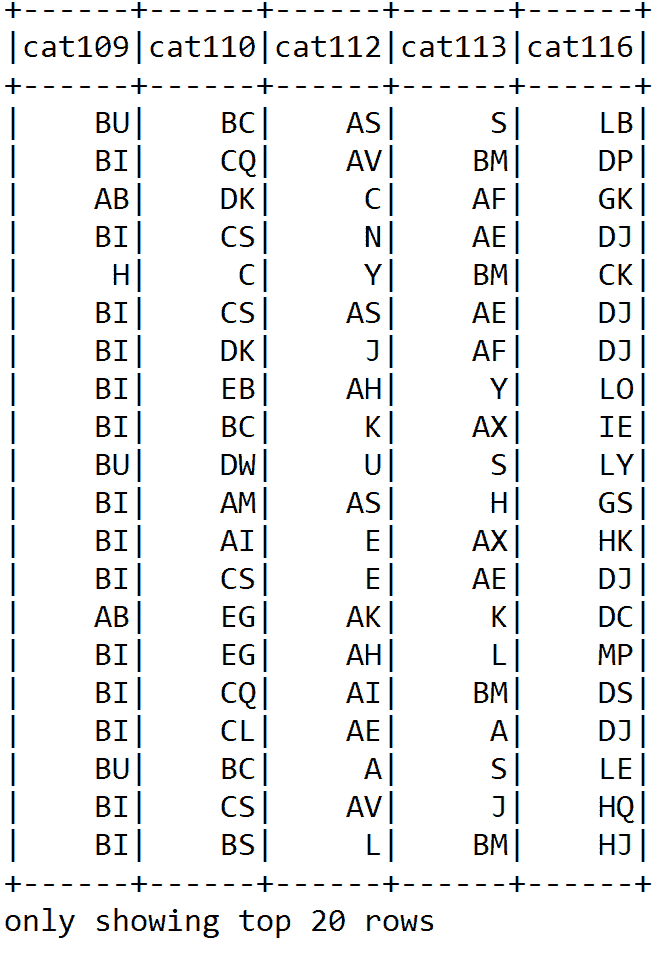 +------+------+------+------+------+
|cat109|cat110|cat112|cat113|cat116|
+------+------+------+------+------+
|    BU|    BC|    AS|     S|    LB|
|    BI|    CQ|    AV|    BM|    DP|
|    AB|    DK|     C|    AF|    GK|
|    BI|    CS|     N|    AE|    DJ|
|     H|     C|     Y|    BM|    CK|
|    BI|    CS|    AS|    AE|    DJ|
|    BI|    DK|     J|    AF|    DJ|
|    BI|    EB|    AH|     Y|    LO|
|    BI|    BC|     K|    AX|    IE|
|    BU|    DW|     U|     S|    LY|
|    BI|    AM|    AS|     H|    GS|
|    BI|    AI|     E|    AX|    HK|
|    BI|    CS|     E|    AE|    DJ|
|    AB|    EG|    AK|     K|    DC|
|    BI|    EG|    AH|     L|    MP|
|    BI|    CQ|    AI|    BM|    DS|
|    BI|    CL|    AE|     A|    DJ|
|    BU|    BC|     A|     S|    LE|
|    BI|    CS|    AV|     J|    HQ|
|    BI|    BS|     L|    BM|    HJ|
+------+------+------+------+------+
only showing top 20 rows